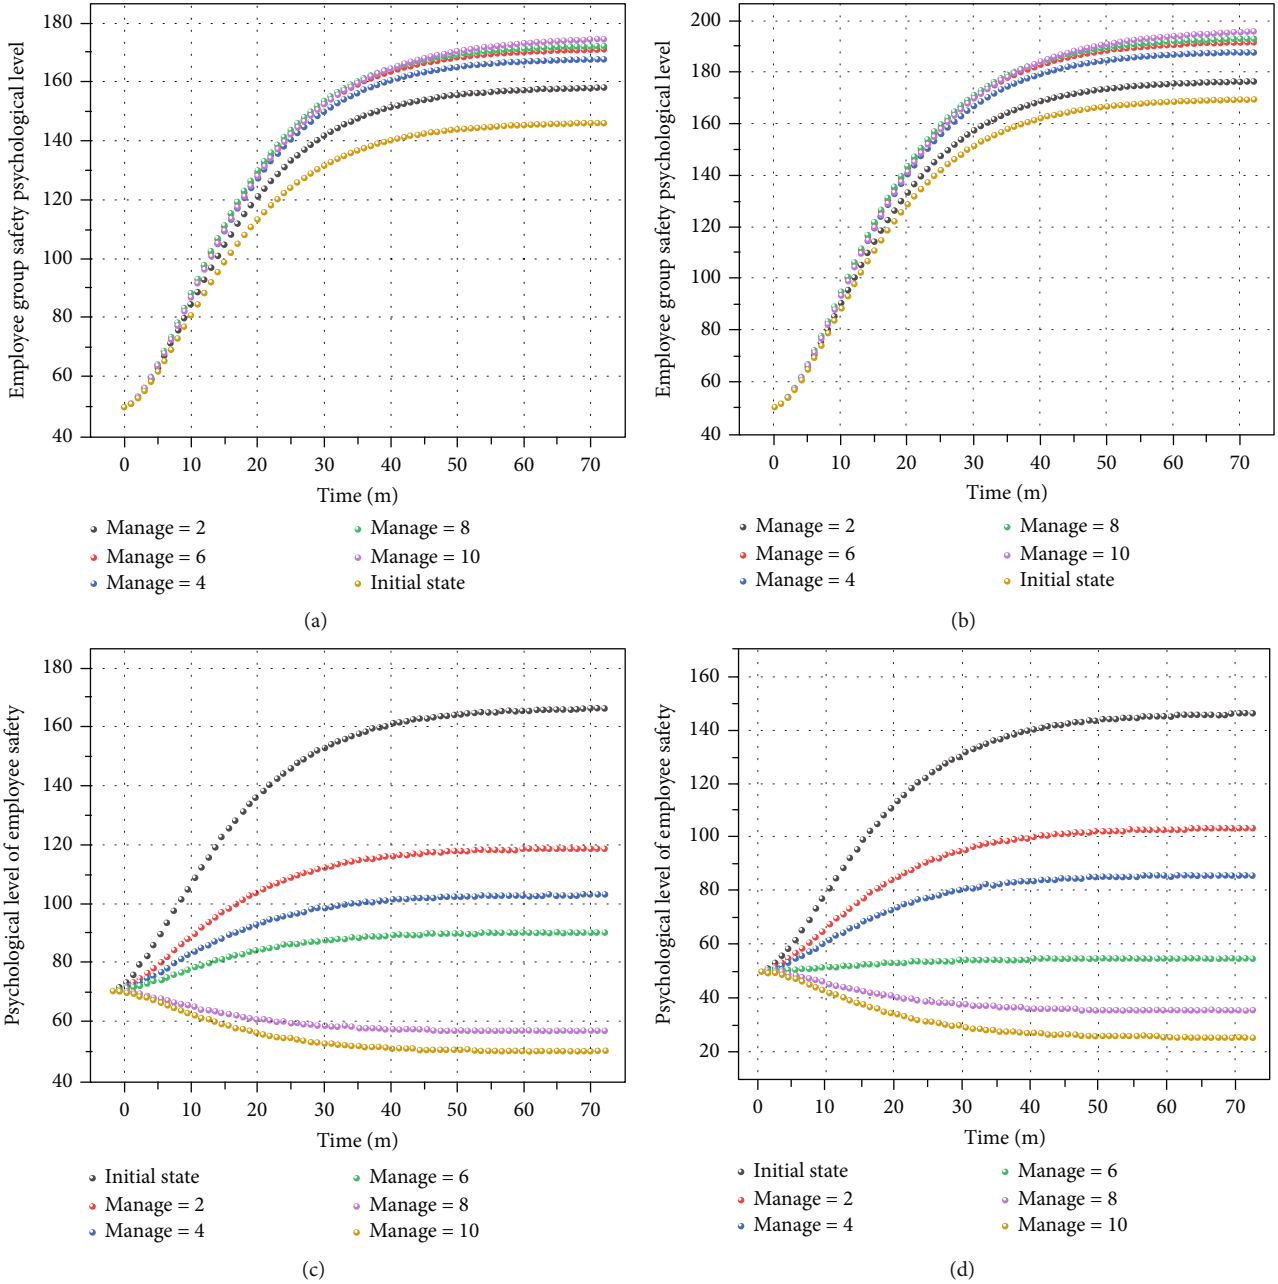 Employee group safety psychological level
180
160
140
120
100
80
60
40
0 10 20 30 40 50 60 70
Time (m)
Manage = 2
Manage = 6
Manage = 4
Manage = 8
Manage = 10
Initial state
(a)
Employee group safety psychological level
200
180
160
140
120
100
80
60
40
0 10 20 30 40 50 60 70
Time (m)
Manage = 2
Manage = 6
Manage = 4
Manage = 8
Manage = 10
Initial state
(b)
Psychological level of employee safety
180
160
140
120
100
80
60
40
0 10 20 30 40 50 60 70
Time (m)
Initial state
Manage = 2
Manage = 4
Manage = 6
Manage = 8
Manage = 10
(c)
Psychological level of employee safety
160
140
120
100
80
60
40
20
0 10 20 30 40 50 60 70
Time (m)
Initial state
Manage = 2
Manage = 4
Manage = 6
Manage = 8
Manage = 10
(d)